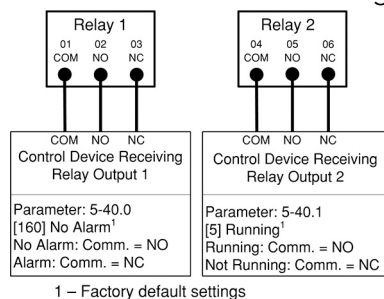 Relay 1
01 02 03
COM NO NC
COM NO NC
Control Device Receiving
Relay Output 1
Parameter: 5-40.0
[160] No Alarm¹
No Alarm: Comm. = NO
Alarm: Comm. = NC
Relay 2
04 05 06
COM NO NC
COM NO NC
Control Device Receiving
Relay Output 2
Parameter: 5-40.1
[5] Running¹
Running: Comm. = NO
Not Running: Comm. = NC
1 – Factory default settings